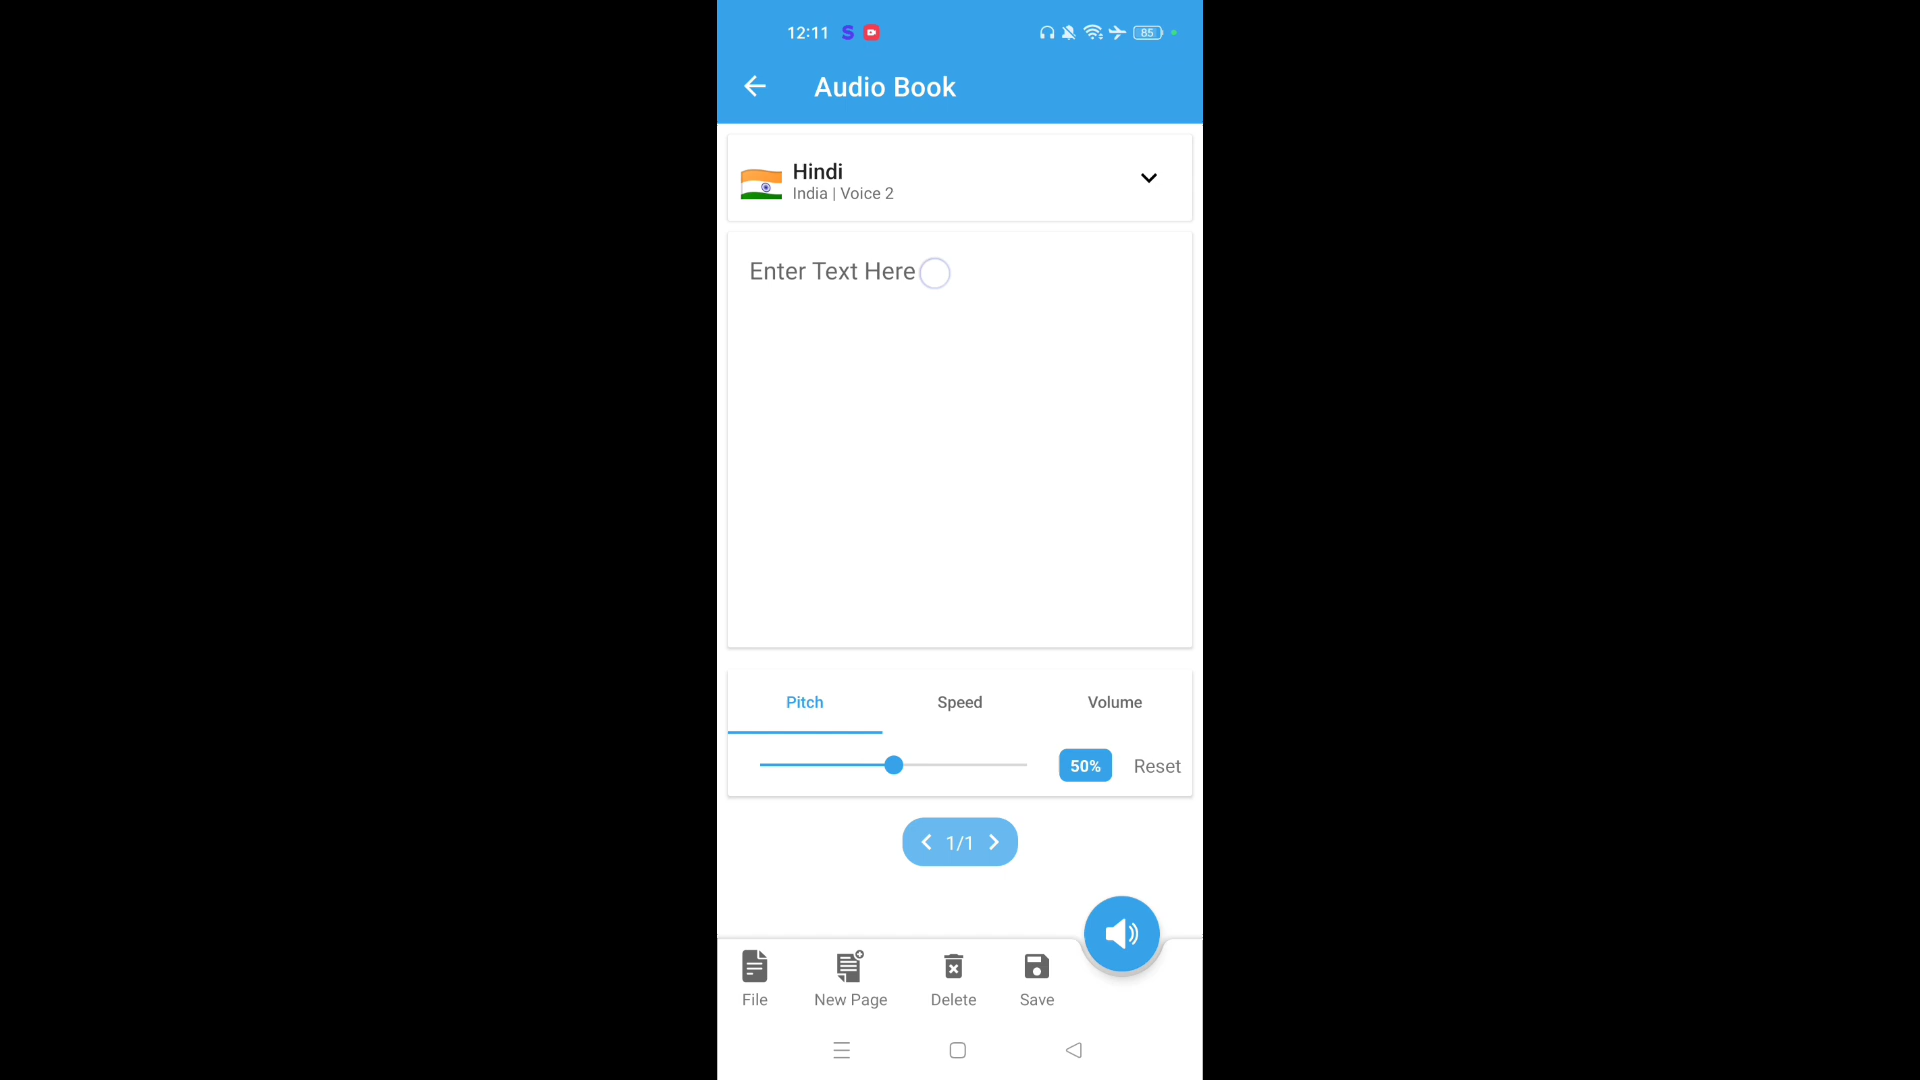 12:11 S 85
Audio Book
Hindi
India | Voice 2
Enter Text Here
Pitch Speed Volume
50% Reset
1/1
File New Page Delete Save